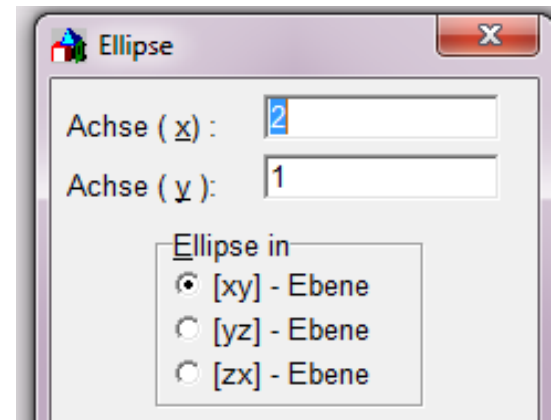 Ellipse
Achse ( x) : 2
Achse ( y ): 1
Ellipse in
[xy] - Ebene
[yz] - Ebene
[zx] - Ebene